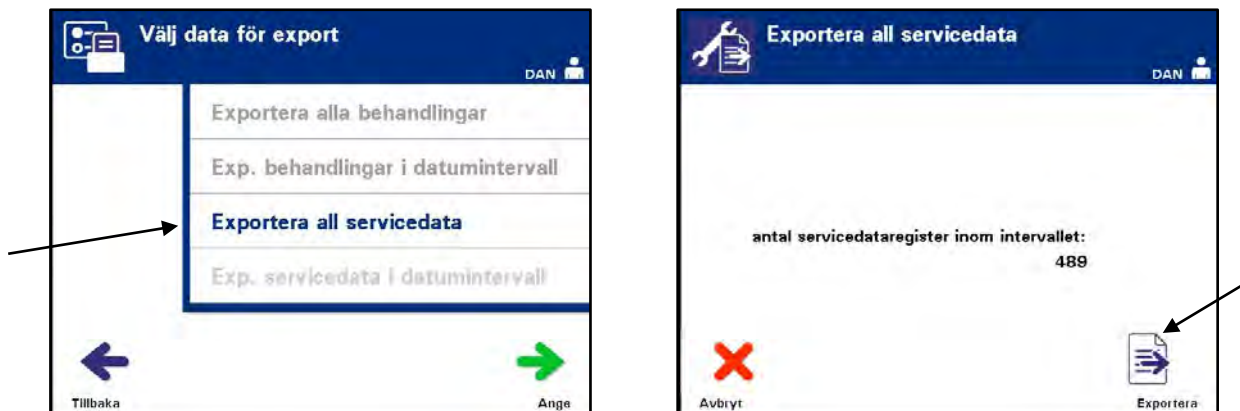 Välj data för export
DAN
Exportera alla behandlingar
Exp. behandlingar i datumintervall
Exportera all servicedata
Exp. servicedata i datumintervall
Tillbaka
Ange
Exportera all servicedata
DAN
antal servicedataregister inom intervallet:
489
Avbryt
Exportera